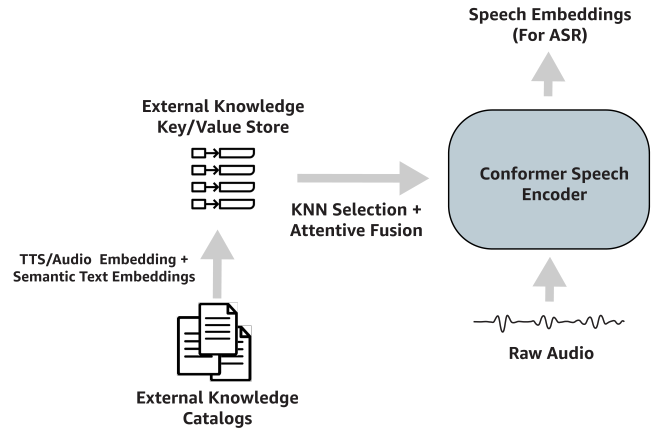 Speech Embeddings
(For ASR)
External Knowledge
Key/Value Store
Conformer Speech
Encoder
KNN Selection +
Attentive Fusion
TTS/Audio Embedding +
Semantic Text Embeddings
Raw Audio
External Knowledge
Catalogs